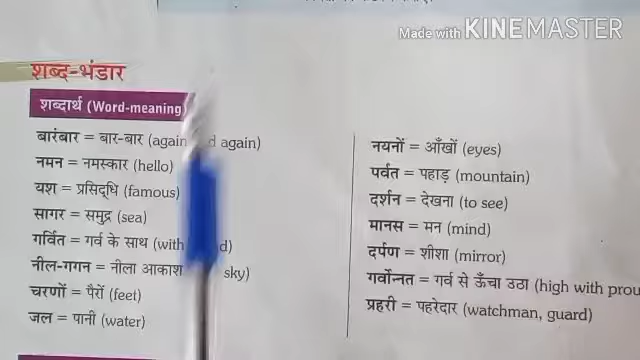 Made with KINEMASTER
शब्द-भंडार
शब्दार्थ (Word-meaning)
बारंबार = बार-बार (again again)
नमन = नमस्कार (hello)
यश = प्रसिद्धि (famous)
सागर = समुद्र (sea)
गर्वित = गर्व के साथ (with
नील-गगन = नीला आकाश sky)
चरणों = पैरों (feet)
जल = पानी (water)
नयनों = आँखों (eyes)
पर्वत = पहाड़ (mountain)
दर्शन = देखना (to see)
मानस = मन (mind)
दर्पण = शीशा (mirror)
गर्वोन्नत = गर्व से ऊँचा उठा (high with prou
प्रहरी = पहरेदार (watchman, guard)